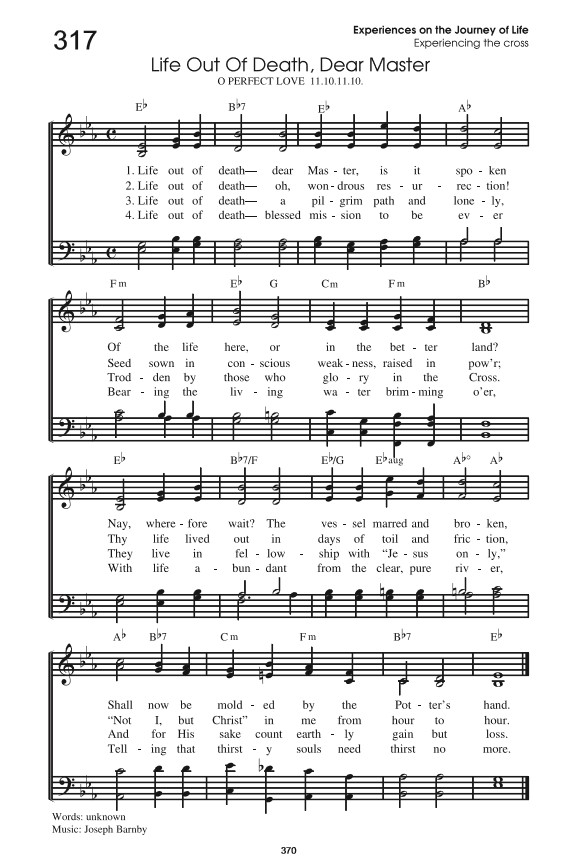 317
Experiences on the Journey of Life
Experiencing the cross
Life Out Of Death, Dear Master
O PERFECT LOVE 11.10.11.10.
E♭ B♭7 E♭ A♭
1. Life out of death— dear Mas - ter, is it spo - ken
2. Life out of death— oh, won - drous res - ur - rec - tion!
3. Life out of death— a pil - grim path and lone - ly,
4. Life out of death— blessed mis - sion to be ev - er
Fm E♭ G Cm Fm B♭
Of the life here, or in the bet - ter land?
Seed sown in con - scious weak - ness, raised in pow'r;
Trod - den by those who glo - ry in the Cross.
Bear - ing the liv - ing wa - ter brim - ming o'er,
E♭ B♭7/F E♭/G E♭aug A♭° A♭
Nay, where - fore wait? The ves - sel marred and bro - ken,
Thy life lived out in days of toil and fric - tion,
They live in fel - low - ship with “Je - sus on - ly,”
With life a - bun - dant from the clear, pure riv - er,
A♭ B♭7 Cm Fm B♭7 E♭
Shall now be mold - ed by the Pot - ter's hand.
“Not I, but Christ” in me from hour to hour.
And for His sake count earth - ly gain but loss.
Tell - ing that thirst - y souls need thirst no more.
Words: unknown
Music: Joseph Barnby
370